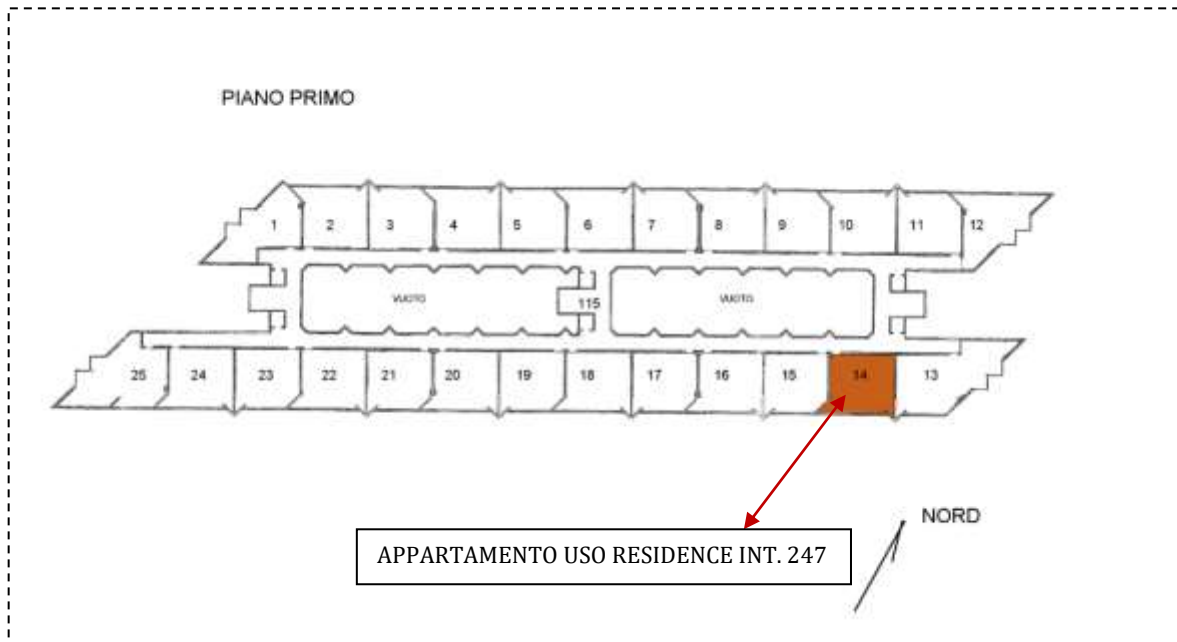 PIANO PRIMO
1 2 3 4 5 6 7 8 9 10 11 12
VUOTO 115 VUOTO
25 24 23 22 21 20 19 18 17 16 15 14 13
NORD
APPARTAMENTO USO RESIDENCE INT. 247